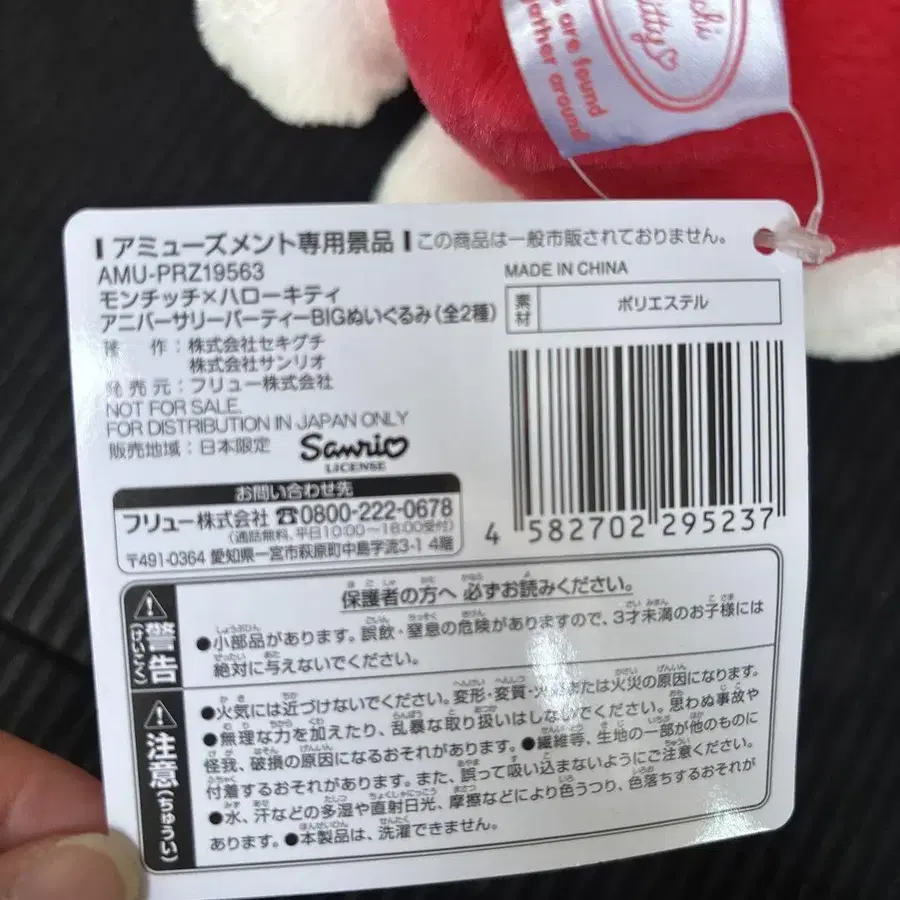 chi
Kitty♡
s are found
gether around
アミューズメント専用景品 この商品は一般市販されておりません。
AMU-PRZ19563
モンチッチ×ハローキティ
アニバーサリーパーティーBIGぬいぐるみ(全2種)
作:株式会社セキグチ
株式会社サンリオ
発売元:フリュー株式会社
NOT FOR SALE.
FOR DISTRIBUTION IN JAPAN ONLY
販売地域:日本限定
Sanrio
LICENSE
MADE IN CHINA
素材 ポリエステル
4 582702 295237
お問い合わせ先
フリュー株式会社 ☎0800-222-0678
(通話無料、平日10:00〜18:00受付)
〒491-0364 愛知県一宮市萩原町中島字流3-1 4階
警告(けいこく)
保護者の方へ 必ずお読みください。
●小部品があります。誤飲・窒息の危険がありますので、3才未満のお子様には
絶対に与えないでください。
注意(ちゅうい)
●火気には近づけないでください。変形・変質・火災の原因になります。
●無理な力を加えたり、乱暴な取り扱いはしないでください。思わぬ事故や
怪我、破損の原因になるおそれがあります。●繊維等、生地の一部が他のものに
付着するおそれがあります。また、誤って吸い込まないようにご注意ください。
●水、汗などの多湿や直射日光、摩擦などにより色うつり、色落ちするおそれが
あります。●本製品は、洗濯できません。